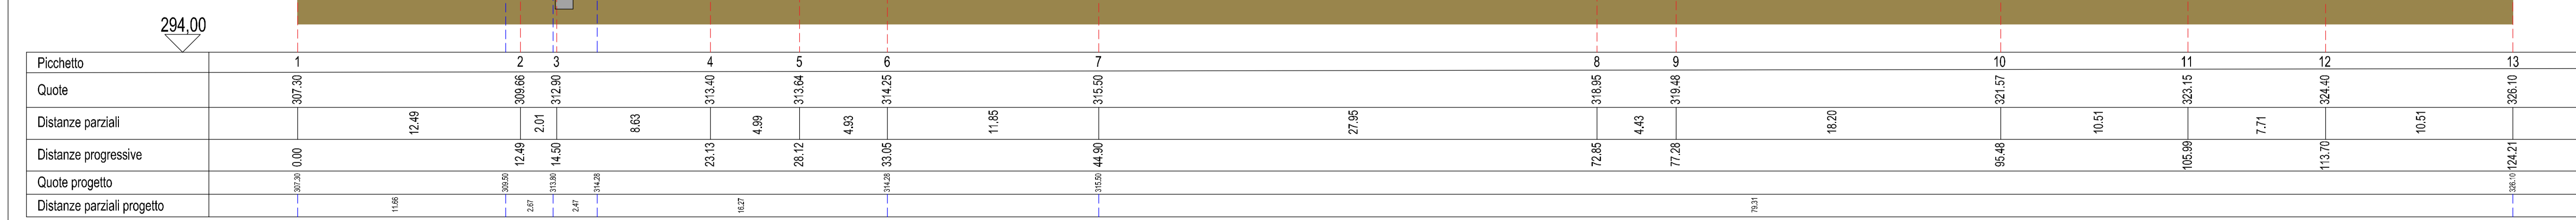 294,00
Picchetto 1 2 3 4 5 6 7 8 9 10 11 12 13
Quote 307.30 309.66 312.90 313.40 313.64 314.25 315.50 318.95 319.48 321.57 323.15 324.40 326.10
Distanze parziali 12.49 2.01 8.63 4.99 4.93 11.85 27.95 4.43 18.20 10.51 7.71 10.51
Distanze progressive 0.00 12.49 14.50 23.13 28.12 33.05 44.90 72.85 77.28 95.48 105.99 113.70 124.21
Quote progetto 307.30 309.50 313.80 314.28 314.28 315.50 326.10
Distanze parziali progetto 11.66 2.67 2.47 16.27 79.31